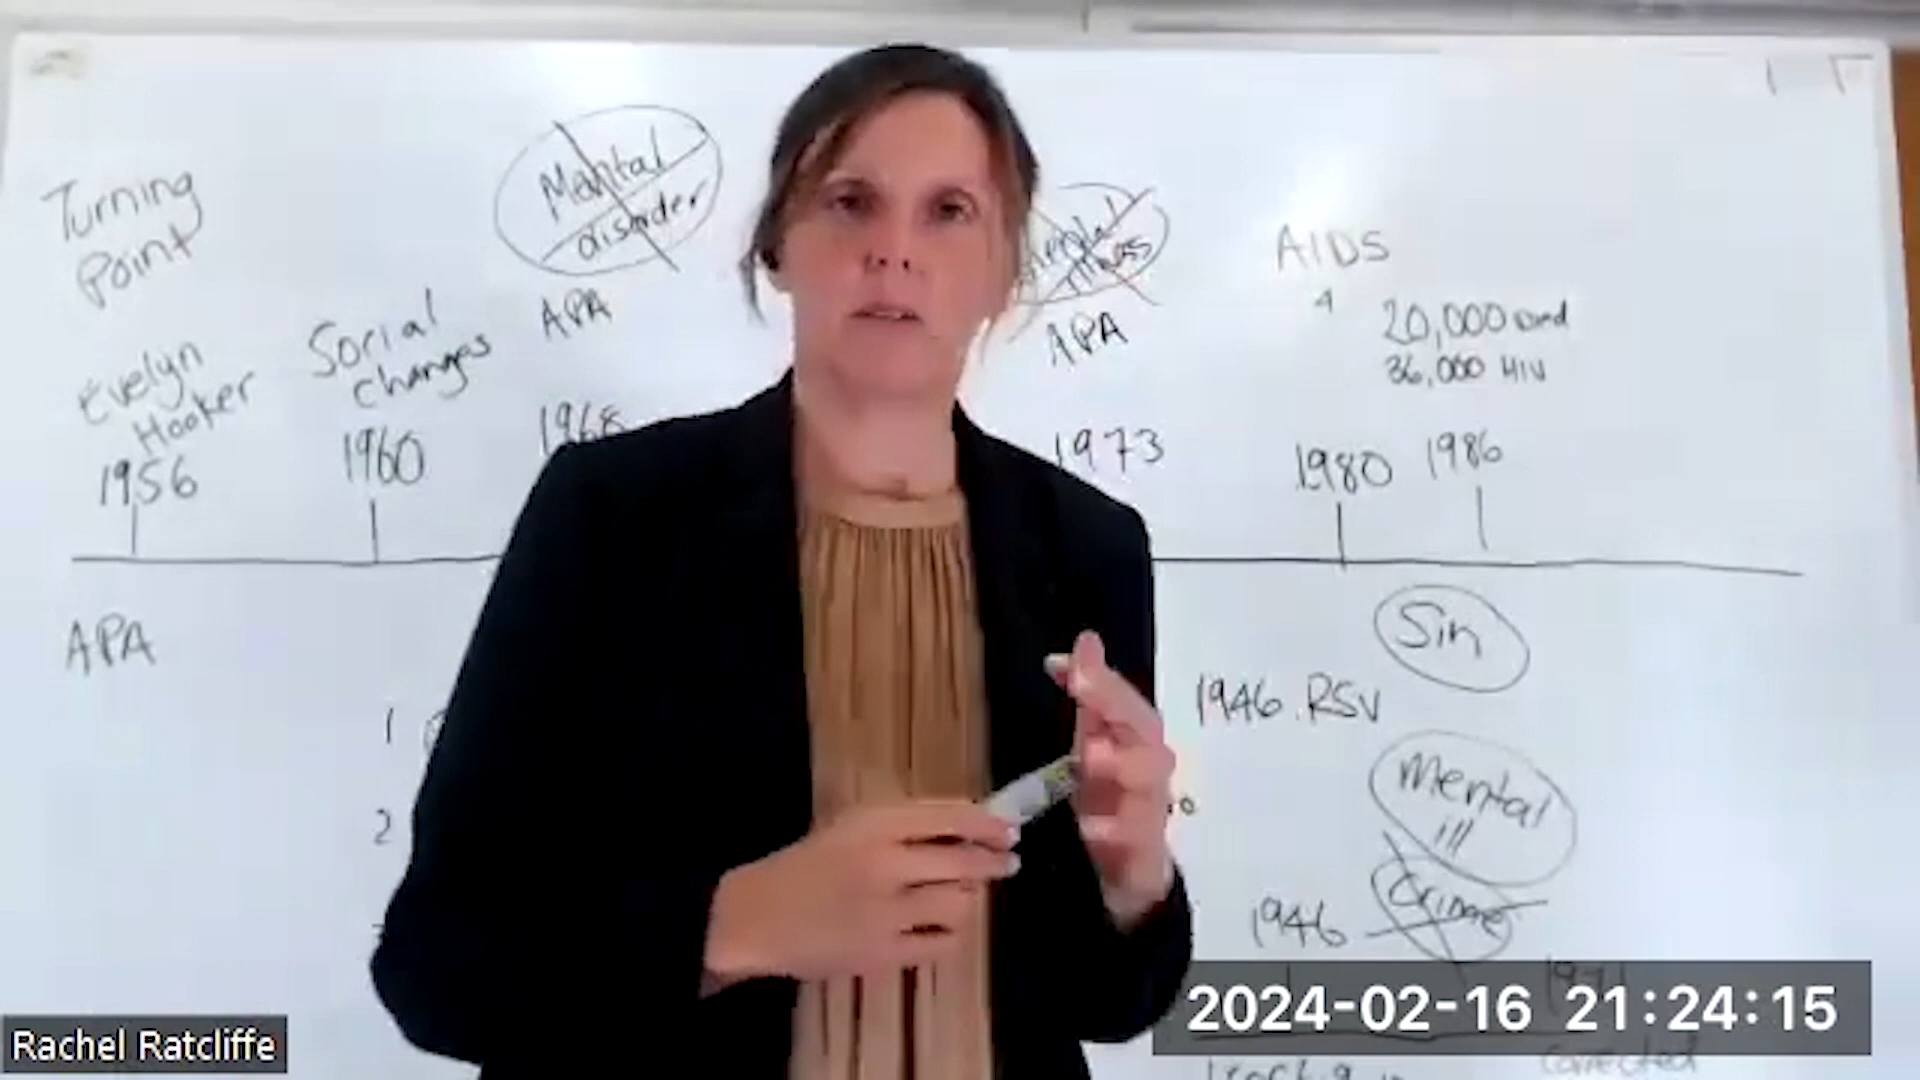 Turning
Point
Evelyn
Hooker
1956
Social
changes
1960
Mental
disorder
APA
1968
APA
1973
AIDS
20,000
36,000 HIV
1980
1986
APA
1
2
Sin
1946 RSV
Mental
ill
1946
Crime
2024-02-16 21:24:15
Rachel Ratcliffe
corrected